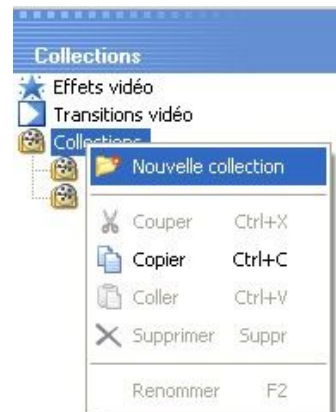 Collections
Effets vidéo
Transitions vidéo
Collections
Nouvelle collection
Couper Ctrl+X
Copier Ctrl+C
Coller Ctrl+V
Supprimer Suppr
Renommer F2